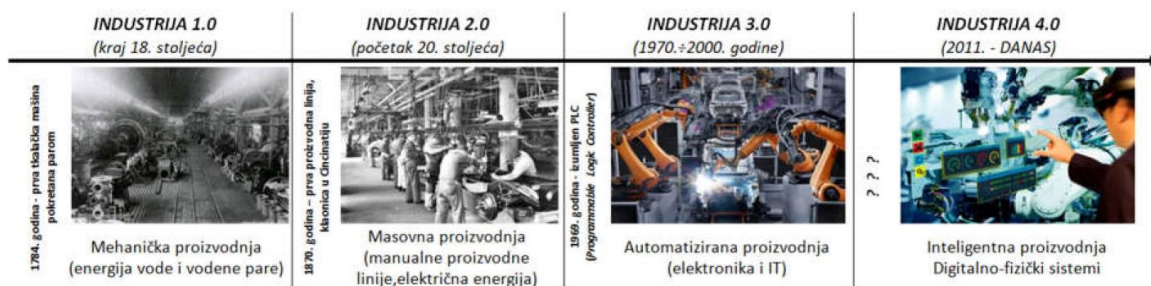 INDUSTRIJA 1.0
(kraj 18. stoljeća)
1784. godina - prva tkalačka mašina
pokretana parom
Mehanička proizvodnja
(energija vode i vodene pare)
INDUSTRIJA 2.0
(početak 20. stoljeća)
1870. godina – prva proizvodna linija,
klaonica u Cincinatiju
Masovna proizvodnja
(manualne proizvodne
linije,električna energija)
INDUSTRIJA 3.0
(1970.÷2000. godine)
1969. godina - izumljen PLC
(Programmable Logic Controller)
Automatizirana proizvodnja
(elektronika i IT)
INDUSTRIJA 4.0
(2011. - DANAS)
? ? ?
Inteligentna proizvodnja
Digitalno-fizički sistemi